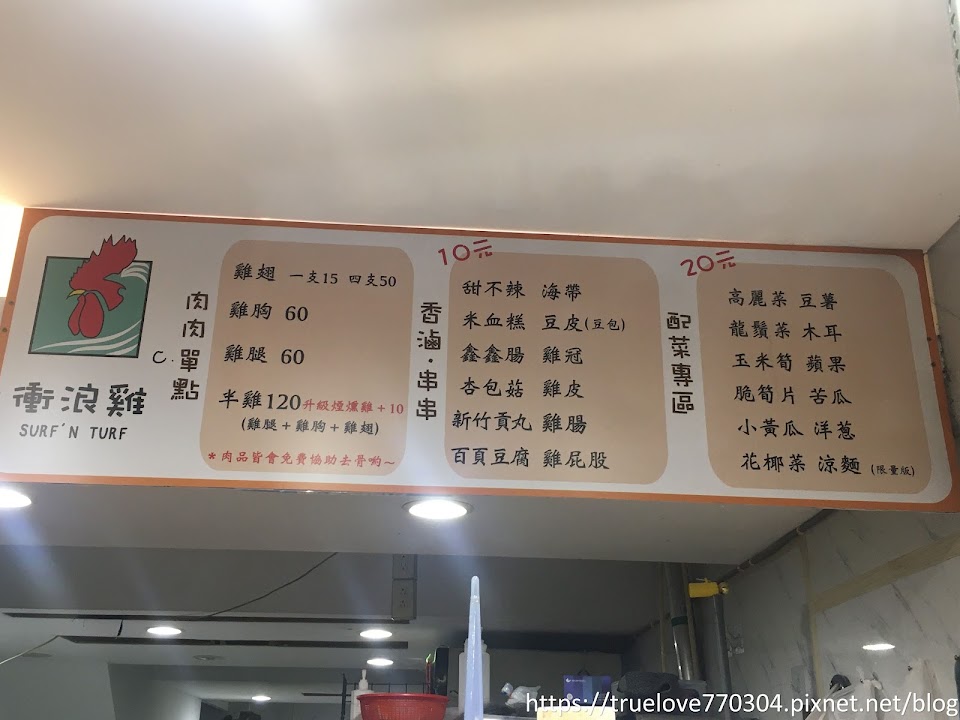 衝浪雞
SURF'N TURF
肉肉單點
雞翅 一支15 四支50
雞胸 60
雞腿 60
半雞120升級煙燻雞+10
(雞腿+雞胸+雞翅)
*肉品皆會免費協助去骨喲~
香滷·串串
10元
甜不辣 海帶
米血糕 豆皮(豆包)
鑫鑫腸 雞冠
杏包菇 雞皮
新竹貢丸 雞腸
百頁豆腐 雞屁股
配菜專區
20元
高麗菜 豆薯
龍鬚菜 木耳
玉米筍 蘋果
脆筍片 苦瓜
小黃瓜 洋蔥
花椰菜 涼麵(限量版)
https://truelove770304.pixnet.net/blog